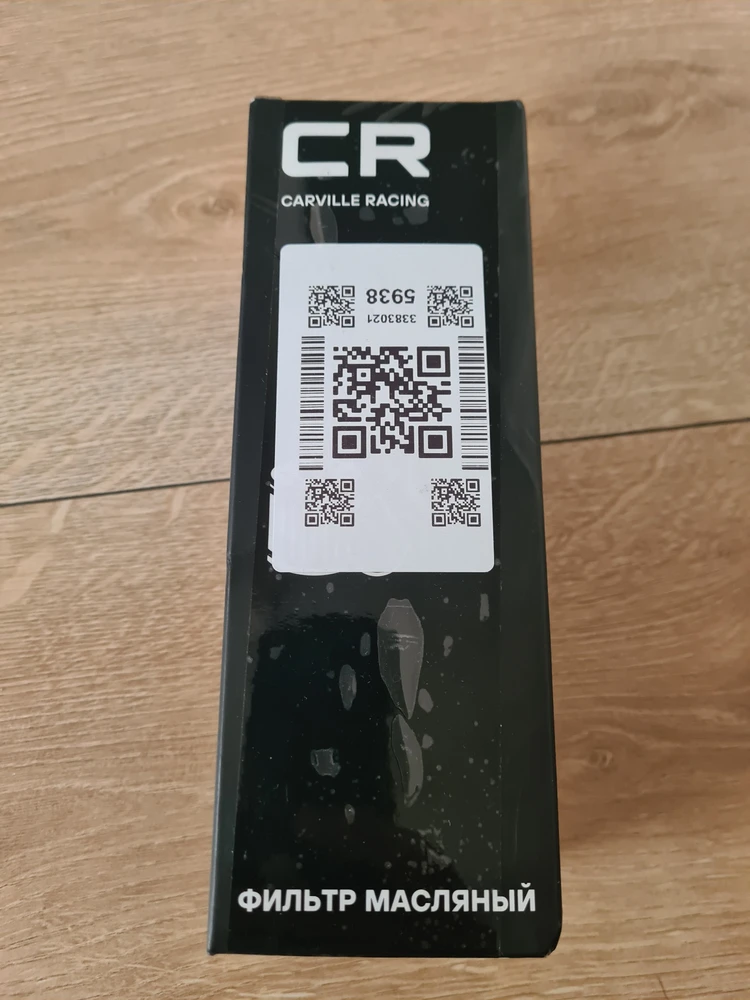 CR
CARVILLE RACING
5938
3383021
ФИЛЬТР МАСЛЯНЫЙ